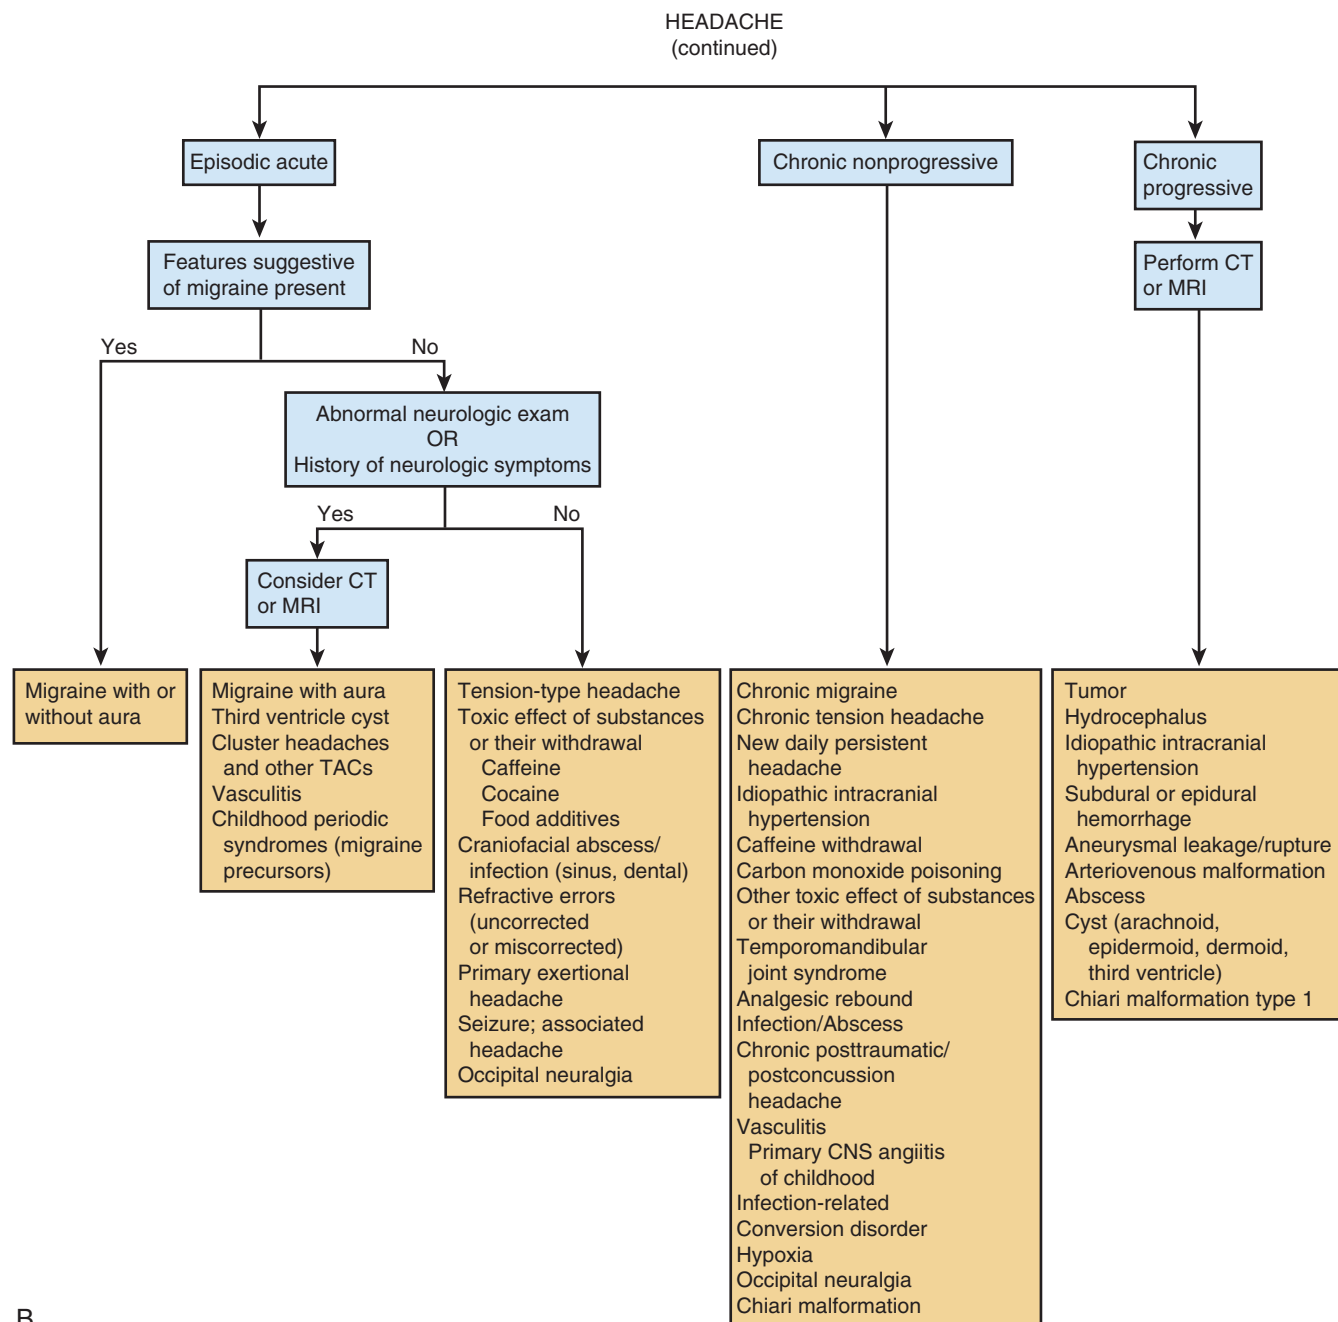 HEADACHE
(continued)
Episodic acute
Chronic nonprogressive
Chronic
progressive
Features suggestive
of migraine present
Perform CT
or MRI
Yes
No
Abnormal neurologic exam
OR
History of neurologic symptoms
Yes
No
Consider CT
or MRI
Migraine with or
without aura
Migraine with aura
Third ventricle cyst
Cluster headaches
and other TACs
Vasculitis
Childhood periodic
syndromes (migraine
precursors)
Tension-type headache
Toxic effect of substances
or their withdrawal
Caffeine
Cocaine
Food additives
Craniofacial abscess/
infection (sinus, dental)
Refractive errors
(uncorrected
or miscorrected)
Primary exertional
headache
Seizure; associated
headache
Occipital neuralgia
Chronic migraine
Chronic tension headache
New daily persistent
headache
Idiopathic intracranial
hypertension
Caffeine withdrawal
Carbon monoxide poisoning
Other toxic effect of substances
or their withdrawal
Temporomandibular
joint syndrome
Analgesic rebound
Infection/Abscess
Chronic posttraumatic/
postconcussion
headache
Vasculitis
Primary CNS angiitis
of childhood
Infection-related
Conversion disorder
Hypoxia
Occipital neuralgia
Chiari malformation
Tumor
Hydrocephalus
Idiopathic intracranial
hypertension
Subdural or epidural
hemorrhage
Aneurysmal leakage/rupture
Arteriovenous malformation
Abscess
Cyst (arachnoid,
epidermoid, dermoid,
third ventricle)
Chiari malformation type 1
B